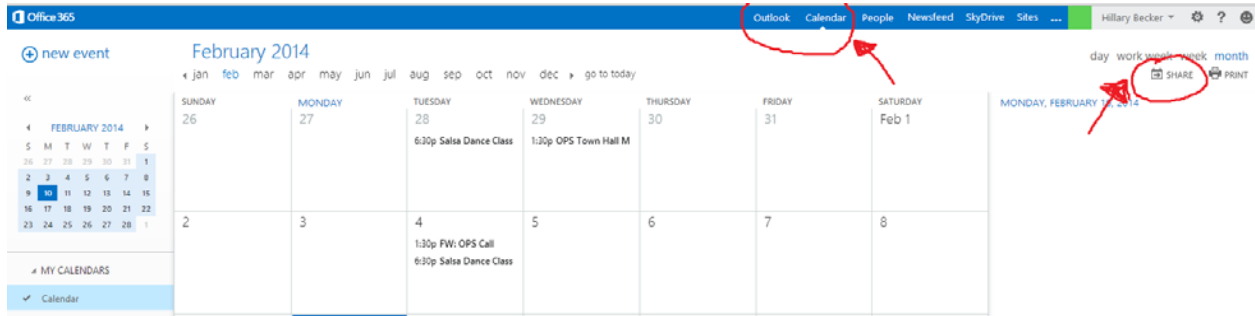 Office 365 Outlook Calendar People Newsfeed SkyDrive Sites ... Hillary Becker ?
new event
February 2014
day work week week month
jan feb mar apr may jun jul aug sep oct nov dec go to today
SHARE PRINT
«
FEBRUARY 2014
S M T W T F S
26 27 28 29 30 31 1
2 3 4 5 6 7 8
9 10 11 12 13 14 15
16 17 18 19 20 21 22
23 24 25 26 27 28 1
MY CALENDARS
Calendar
SUNDAY MONDAY TUESDAY WEDNESDAY THURSDAY FRIDAY SATURDAY
26 27 28 29 30 31 Feb 1
6:30p Salsa Dance Class 1:30p OPS Town Hall M
2 3 4 5 6 7 8
1:30p FW: OPS Call
6:30p Salsa Dance Class
MONDAY, FEBRUARY 10, 2014